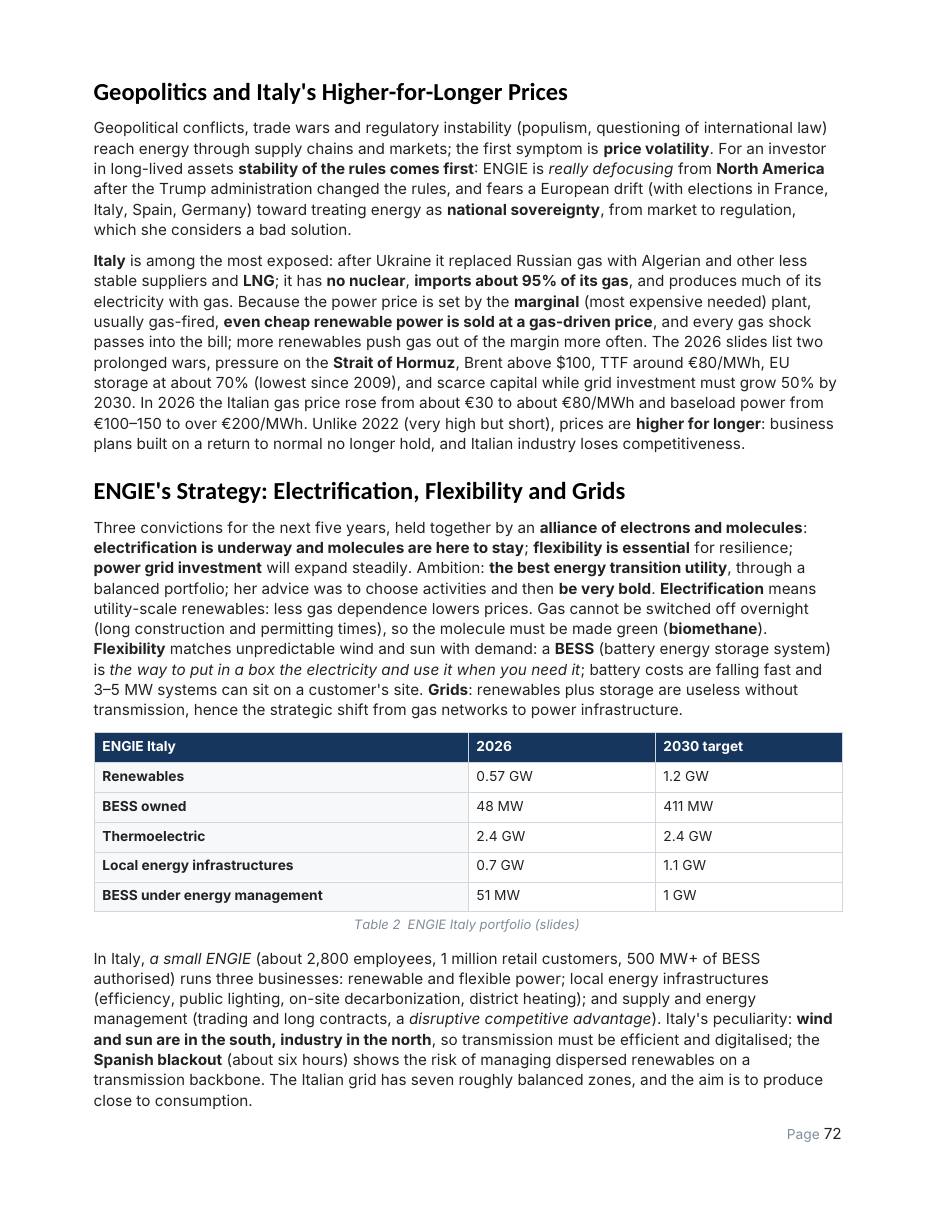 Geopolitics and Italy's Higher-for-Longer Prices
Geopolitical conflicts, trade wars and regulatory instability (populism, questioning of international law)
reach energy through supply chains and markets; the first symptom is price volatility. For an investor
in long-lived assets stability of the rules comes first: ENGIE is really defocusing from North America
after the Trump administration changed the rules, and fears a European drift (with elections in France,
Italy, Spain, Germany) toward treating energy as national sovereignty, from market to regulation,
which she considers a bad solution.
Italy is among the most exposed: after Ukraine it replaced Russian gas with Algerian and other less
stable suppliers and LNG; it has no nuclear, imports about 95% of its gas, and produces much of its
electricity with gas. Because the power price is set by the marginal (most expensive needed) plant,
usually gas-fired, even cheap renewable power is sold at a gas-driven price, and every gas shock
passes into the bill; more renewables push gas out of the margin more often. The 2026 slides list two
prolonged wars, pressure on the Strait of Hormuz, Brent above $100, TTF around €80/MWh, EU
storage at about 70% (lowest since 2009), and scarce capital while grid investment must grow 50% by
2030. In 2026 the Italian gas price rose from about €30 to about €80/MWh and baseload power from
€100–150 to over €200/MWh. Unlike 2022 (very high but short), prices are higher for longer: business
plans built on a return to normal no longer hold, and Italian industry loses competitiveness.
ENGIE's Strategy: Electrification, Flexibility and Grids
Three convictions for the next five years, held together by an alliance of electrons and molecules:
electrification is underway and molecules are here to stay; flexibility is essential for resilience;
power grid investment will expand steadily. Ambition: the best energy transition utility, through a
balanced portfolio; her advice was to choose activities and then be very bold. Electrification means
utility-scale renewables: less gas dependence lowers prices. Gas cannot be switched off overnight
(long construction and permitting times), so the molecule must be made green (biomethane).
Flexibility matches unpredictable wind and sun with demand: a BESS (battery energy storage system)
is the way to put in a box the electricity and use it when you need it; battery costs are falling fast and
3–5 MW systems can sit on a customer's site. Grids: renewables plus storage are useless without
transmission, hence the strategic shift from gas networks to power infrastructure.
ENGIE Italy 2026 2030 target
Renewables 0.57 GW 1.2 GW
BESS owned 48 MW 411 MW
Thermoelectric 2.4 GW 2.4 GW
Local energy infrastructures 0.7 GW 1.1 GW
BESS under energy management 51 MW 1 GW
Table 2 ENGIE Italy portfolio (slides)
In Italy, a small ENGIE (about 2,800 employees, 1 million retail customers, 500 MW+ of BESS
authorised) runs three businesses: renewable and flexible power; local energy infrastructures
(efficiency, public lighting, on-site decarbonization, district heating); and supply and energy
management (trading and long contracts, a disruptive competitive advantage). Italy's peculiarity: wind
and sun are in the south, industry in the north, so transmission must be efficient and digitalised; the
Spanish blackout (about six hours) shows the risk of managing dispersed renewables on a
transmission backbone. The Italian grid has seven roughly balanced zones, and the aim is to produce
close to consumption.
Page 72